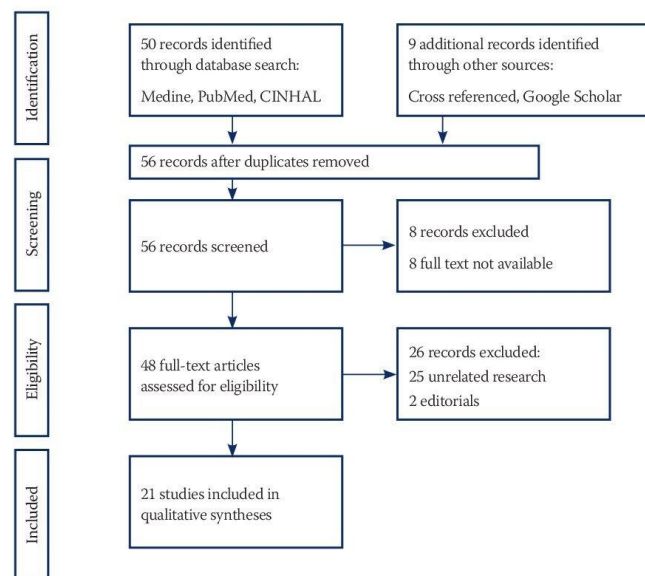 Identification
50 records identified
through database search:
Medine, PubMed, CINHAL
9 additional records identified
through other sources:
Cross referenced, Google Scholar
56 records after duplicates removed
Screening
56 records screened
8 records excluded
8 full text not available
Eligibility
48 full-text articles
assessed for eligibility
26 records excluded:
25 unrelated research
2 editorials
Included
21 studies included in
qualitative syntheses